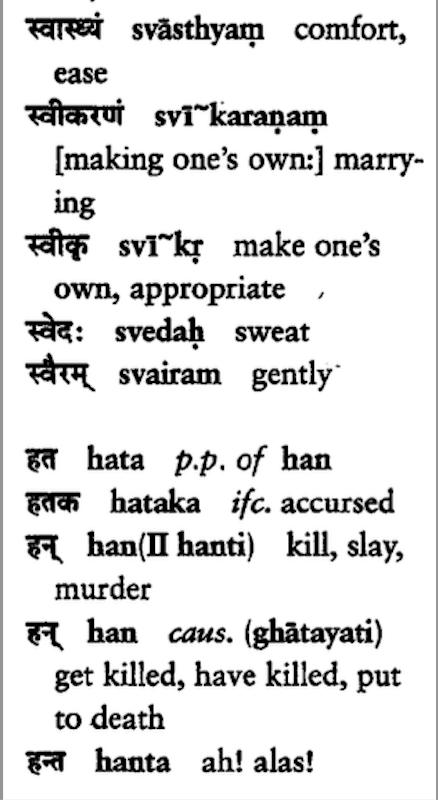 स्वास्थ्यं svāsthyaṃ comfort,
ease
स्वीकरणं svī~karaṇaṃ
[making one's own:] marry-
ing
स्वीकृ svī~kṛ make one's
own, appropriate
स्वेदः svedaḥ sweat
स्वैरम् svairam gently
हत hata p.p. of han
हतक hataka ifc. accursed
हन् han(II hanti) kill, slay,
murder
हन् han caus. (ghātayati)
get killed, have killed, put
to death
हन्त hanta ah! alas!